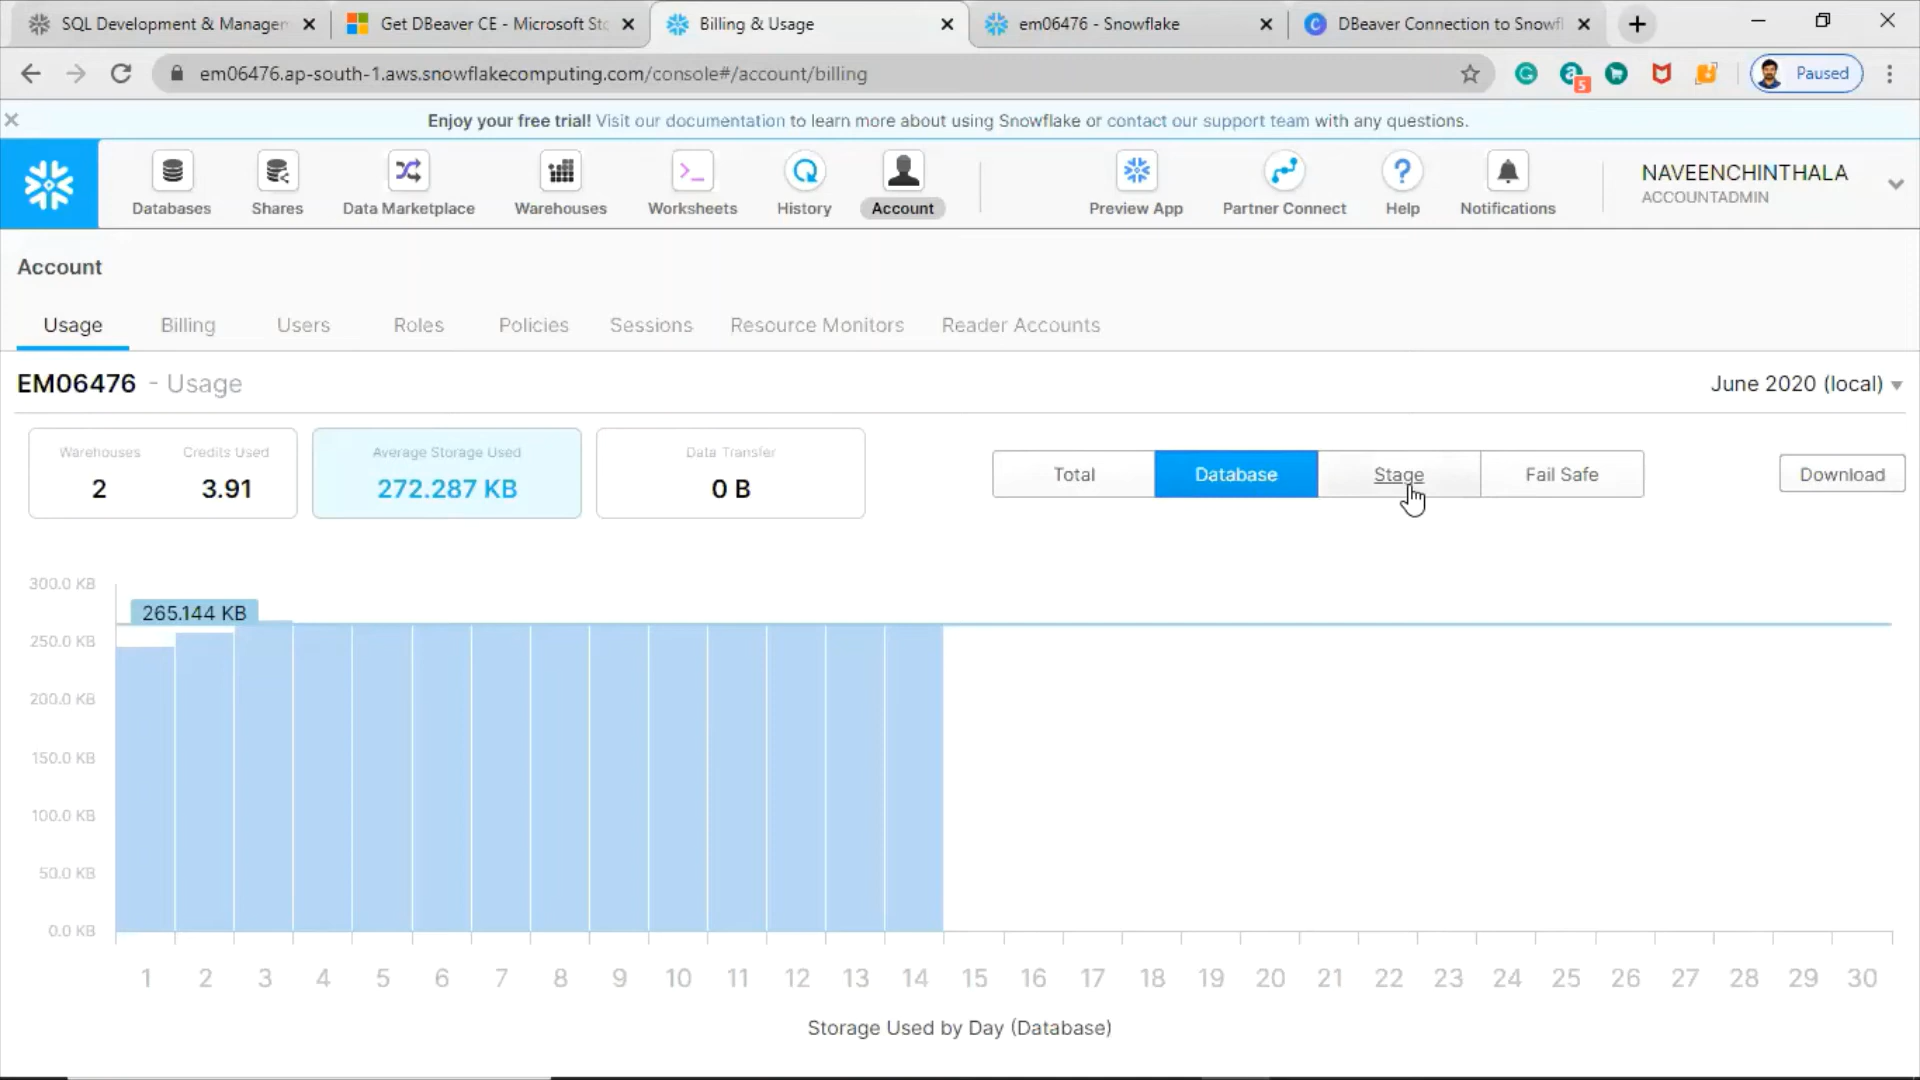 SQL Development & Managem
Get DBeaver CE - Microsoft Sto
Billing & Usage
em06476 - Snowflake
DBeaver Connection to Snowfl
em06476.ap-south-1.aws.snowflakecomputing.com/console#/account/billing
5
Paused
Enjoy your free trial! Visit our documentation to learn more about using Snowflake or contact our support team with any questions.
Databases
Shares
Data Marketplace
Warehouses
Worksheets
History
Account
Preview App
Partner Connect
Help
Notifications
NAVEENCHINTHALA
ACCOUNTADMIN
Account
Usage
Billing
Users
Roles
Policies
Sessions
Resource Monitors
Reader Accounts
EM06476 - Usage
June 2020 (local)
Warehouses
2
Credits Used
3.91
Average Storage Used
272.287 KB
Data Transfer
0 B
Total
Database
Stage
Fail Safe
Download
300.0 KB
265.144 KB
250.0 KB
200.0 KB
150.0 KB
100.0 KB
50.0 KB
0.0 KB
1 2 3 4 5 6 7 8 9 10 11 12 13 14 15 16 17 18 19 20 21 22 23 24 25 26 27 28 29 30
Storage Used by Day (Database)